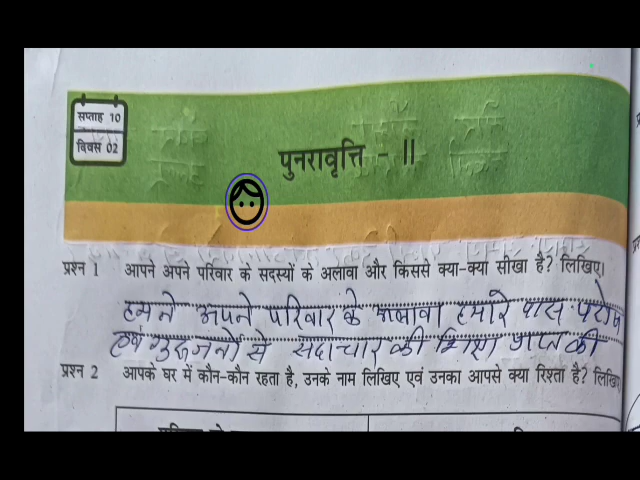 सप्ताह 10
दिवस 02
पुनरावृत्ति - II
प्रश्न 1 आपने अपने परिवार के सदस्यों के अलावा और किससे क्या-क्या सीखा है? लिखिए।
हमने अपने परिवार के अलावा हमारे पास
एवं गुरुजनों से सदाचार की शिक्षा प्राप्त की
प्रश्न 2 आपके घर में कौन-कौन रहता है, उनके नाम लिखिए एवं उनका आपसे क्या रिश्ता है? लिखिए